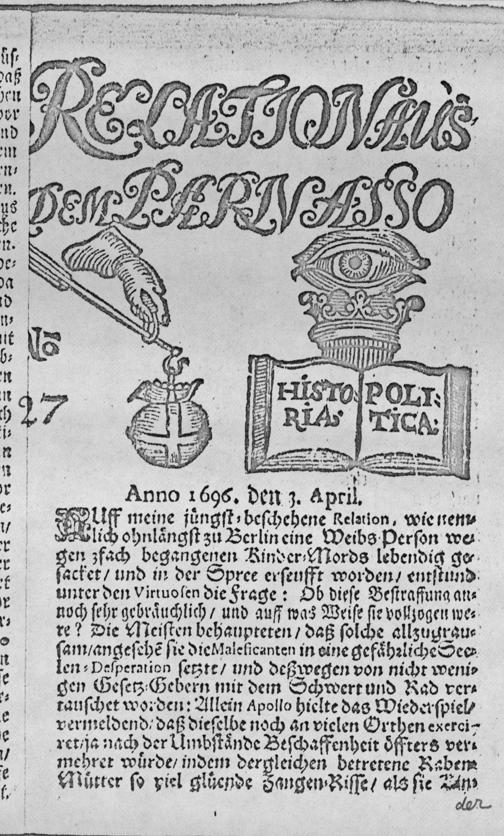 RELATION AUS
DEM PARNASSO
No
27
HISTO
RIA:
POLI:
TICA:
Anno 1696. den 3. April.
AUff meine jüngst-beschehene Relation, wie nem-
lich ohnlängst zu Berlin eine Weibs-Person we-
gen 3fach begangenen Kinder-Mords lebendig ge-
sacket / und in der Spree erseufft worden / entstund
unter den Virtuosen die Frage: Ob diese Bestraffung an-
noch sehr gebräuchlich / und auff was Weise sie vollzogen we-
re? Die Meisten behaupteten / daß solche allzugrau-
sam / angesehẽ sie die Maleficanten in eine gefährliche See-
len-Desperation setzte / und deßwegen von nicht weni-
gen Gesetz-Gebern mit dem Schwert und Rad ver-
tauschet worden: Allein Apollo hielte das Wiederspiel /
vermeldend / daß dieselbe noch an vielen Orthen exerci-
ret / ja nach der Umbstände Beschaffenheit öffters ver-
mehret würde / indem dergleichen betretene Raben-
Mütter so viel glüende Zangen-Risse / als sie Kin-
der